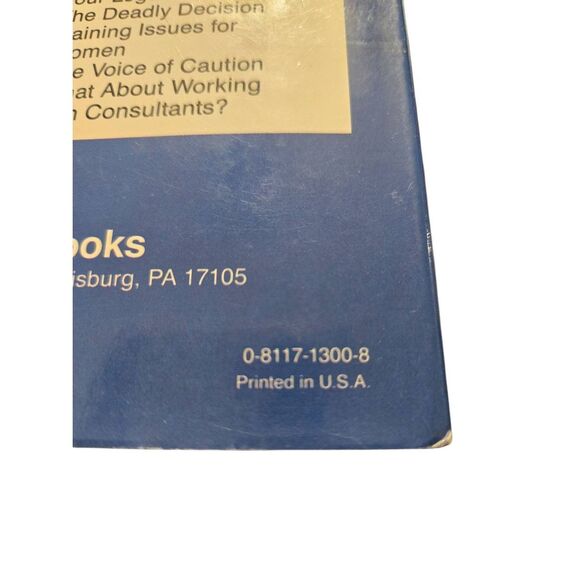 he Deadly Decision
aining Issues for
omen
e Voice of Caution
at About Working
n Consultants?
ooks
isburg, PA 17105
0-8117-1300-8
Printed in U.S.A.